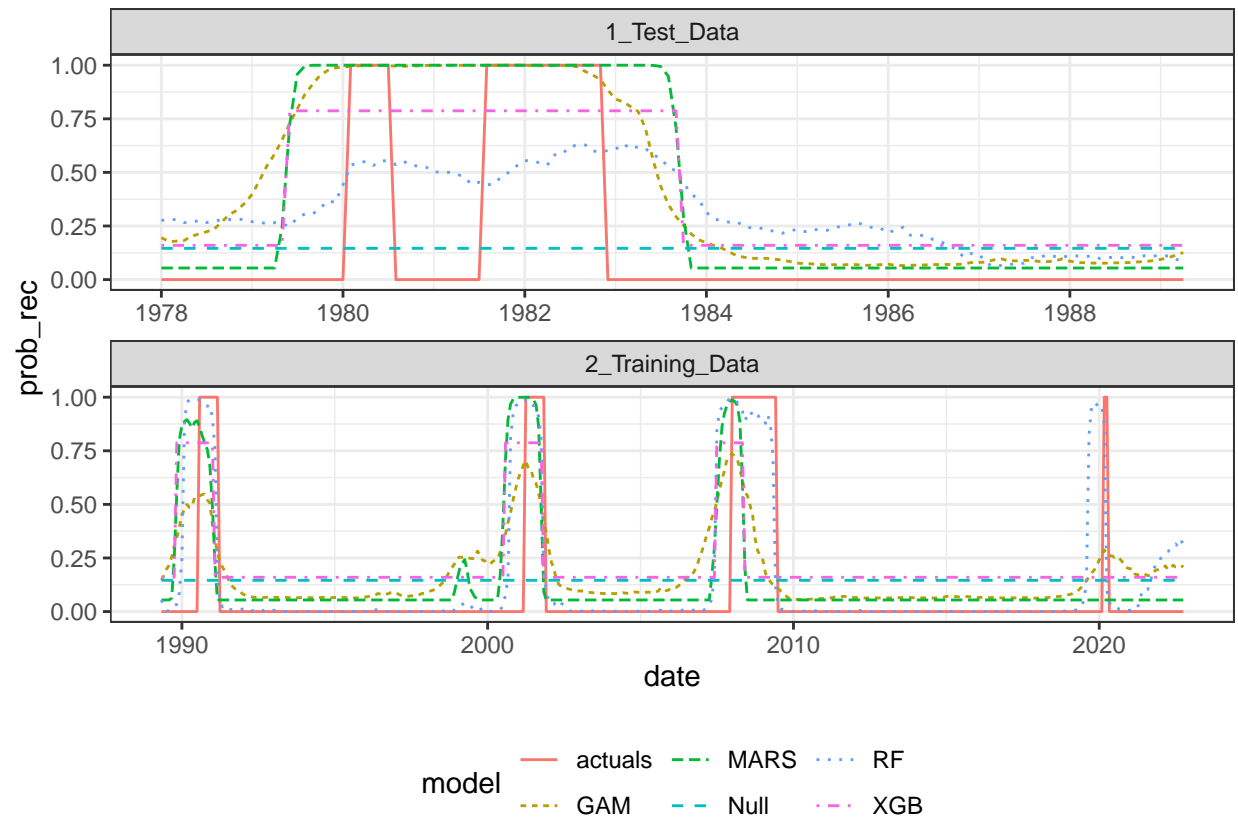 1_Test_Data
1.00
0.75
0.50
0.25
0.00
1978 1980 1982 1984 1986 1988
prob_rec
2_Training_Data
1.00
0.75
0.50
0.25
0.00
1990 2000 2010 2020
date
model
actuals MARS RF
GAM Null XGB